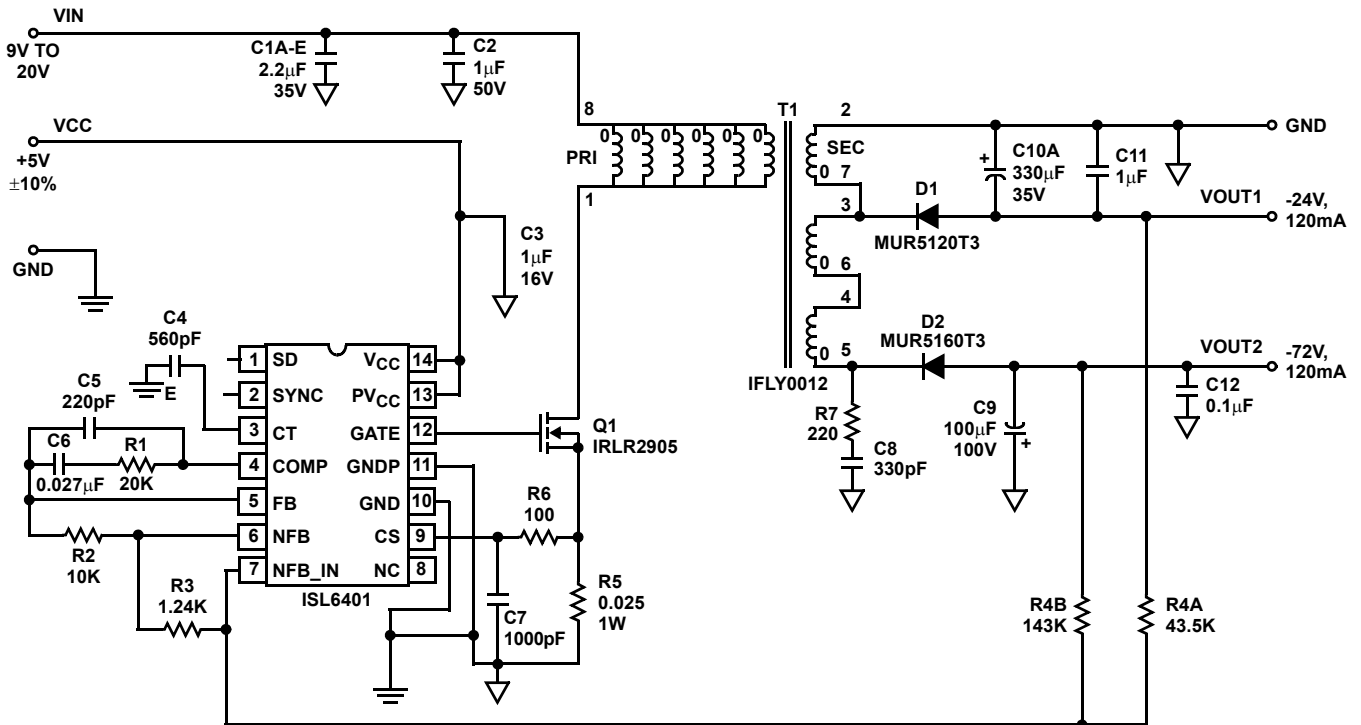 VIN
9V TO
20V
C1A-E
2.2µF
35V
C2
1µF
50V
VCC
+5V
±10%
GND
C3
1µF
16V
8
0 0 0 0 0 0
PRI
1
T1
IFLY0012
2
SEC
0 7
3
0 6
4
0 5
C10A
+
330µF
35V
C11
1µF
GND
D1
MUR5120T3
VOUT1
-24V,
120mA
D2
MUR5160T3
VOUT2
-72V,
120mA
R7
220
C8
330pF
C9
100µF
100V
+
C12
0.1µF
C4
560pF
E
C5
220pF
C6
0.027µF
R1
20K
R2
10K
R3
1.24K
1 SD
2 SYNC
3 CT
4 COMP
5 FB
6 NFB
7 NFB_IN
VCC 14
PVCC 13
GATE 12
GNDP 11
GND 10
CS 9
NC 8
ISL6401
Q1
IRLR2905
R6
100
C7
1000pF
R5
0.025
1W
R4B
143K
R4A
43.5K